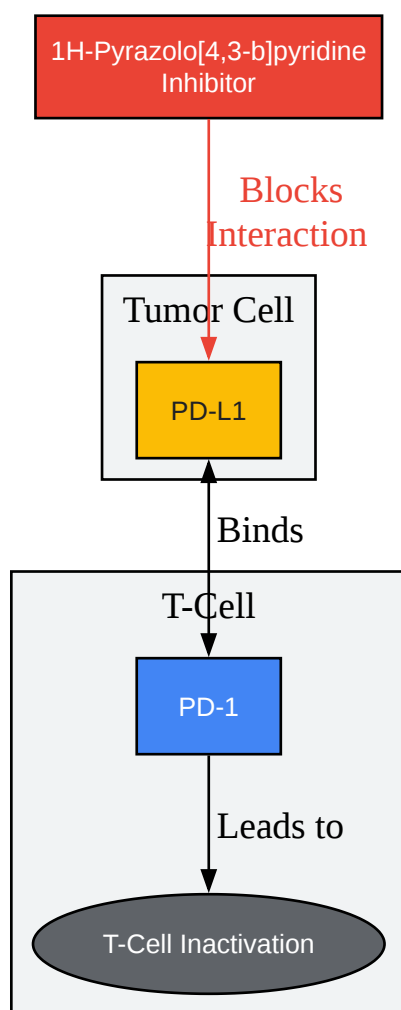 1H-Pyrazolo[4,3-b]pyridine
Inhibitor
Blocks
Interaction
Tumor Cell
PD-L1
Binds
T-Cell
PD-1
Leads to
T-Cell Inactivation